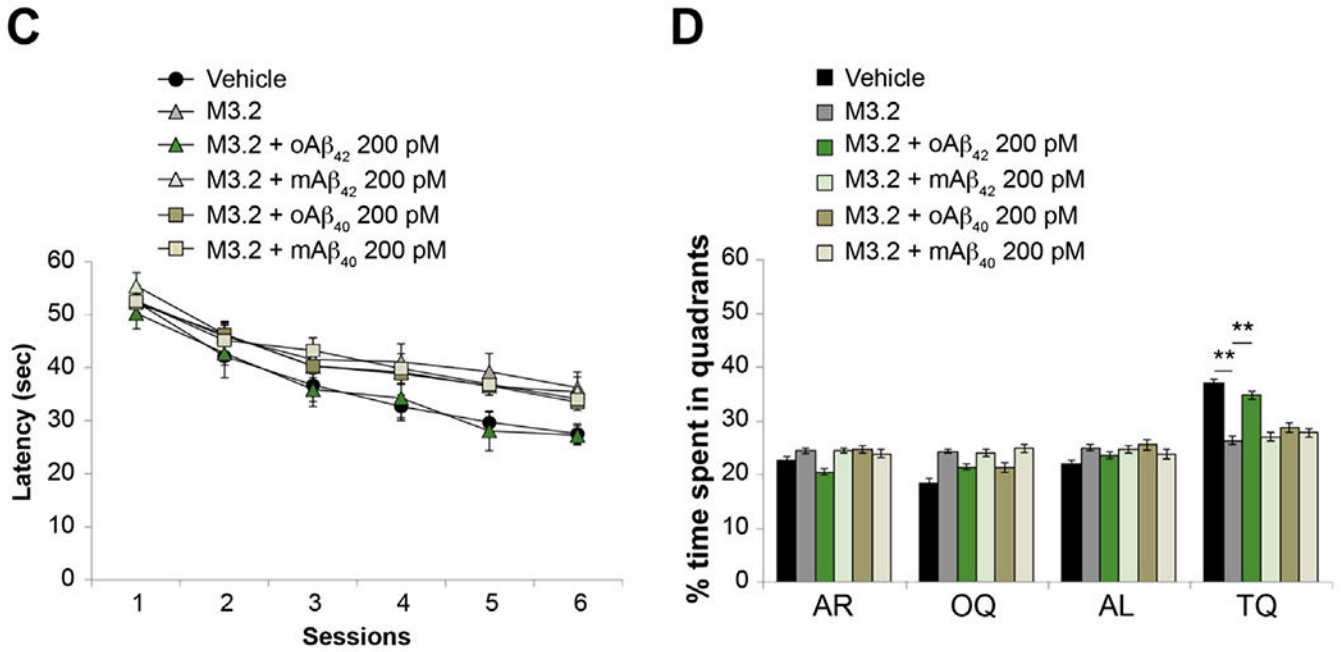 C
Vehicle
M3.2
M3.2 + oAβ42 200 pM
M3.2 + mAβ42 200 pM
M3.2 + oAβ40 200 pM
M3.2 + mAβ40 200 pM
60
50
40
30
20
10
0
Latency (sec)
1 2 3 4 5 6
Sessions
D
Vehicle
M3.2
M3.2 + oAβ42 200 pM
M3.2 + mAβ42 200 pM
M3.2 + oAβ40 200 pM
M3.2 + mAβ40 200 pM
60
50
40
30
20
10
0
% time spent in quadrants
**
**
AR OQ AL TQ